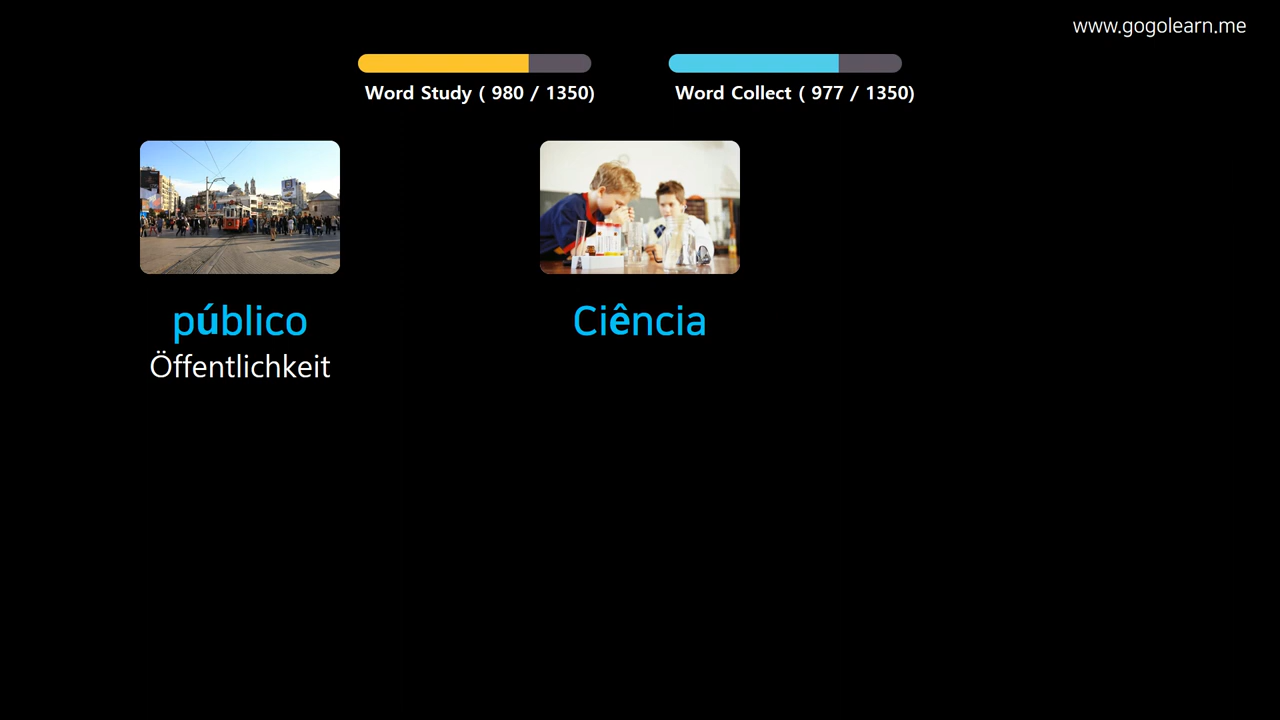 www.gogolearn.me
Word Study ( 980 / 1350)
Word Collect ( 977 / 1350)
público
Öffentlichkeit
Ciência